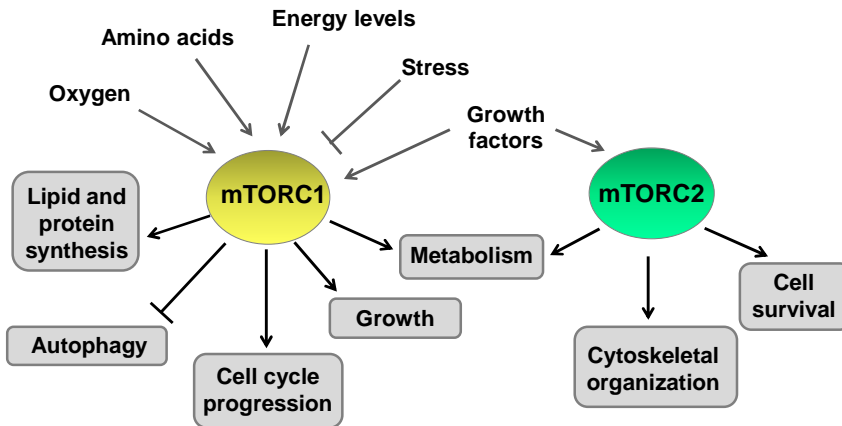 Energy levels
Amino acids
Stress
Oxygen
Growth
factors
mTORC1
mTORC2
Lipid and
protein
synthesis
Metabolism
Cell
survival
Growth
Autophagy
Cytoskeletal
organization
Cell cycle
progression